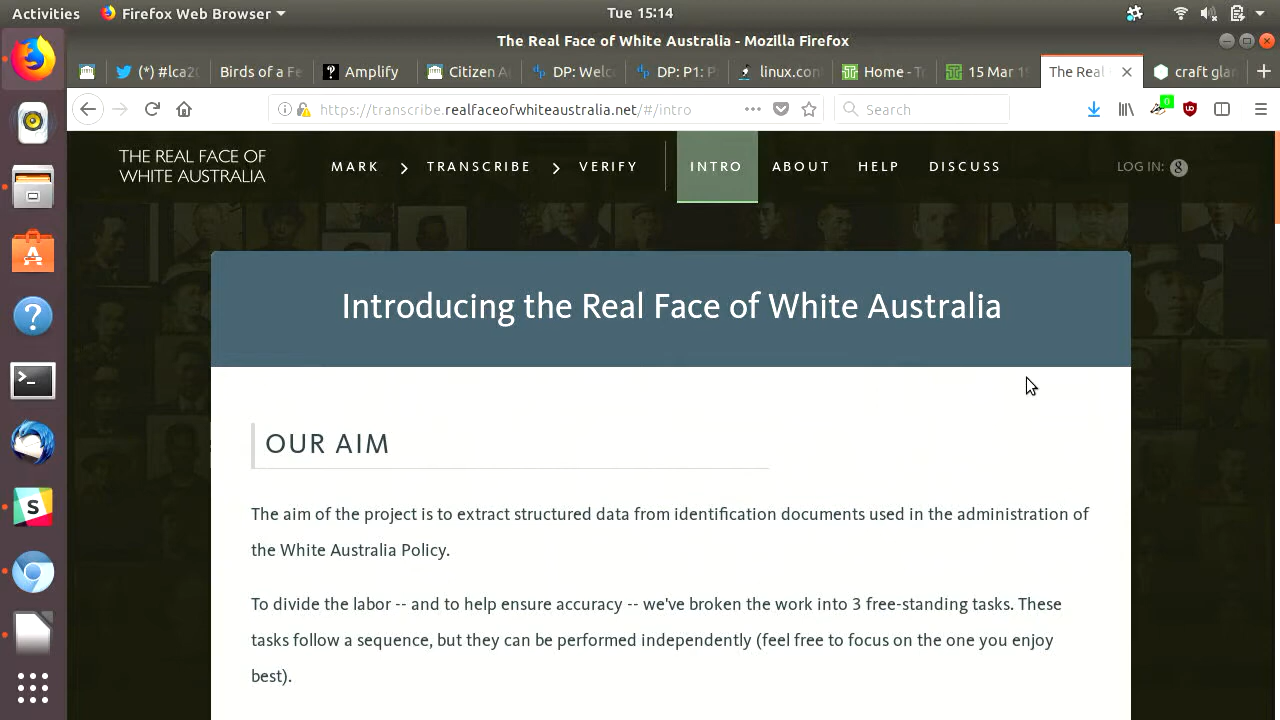 Activities
Firefox Web Browser
Tue 15:14
The Real Face of White Australia - Mozilla Firefox
(*) #lca20
Birds of a Fe
Amplify
Citizen A
DP: Welc
DP: P1: P
linux.con
Home - T
15 Mar 19
The Real
craft gla
https://transcribe.realfaceofwhiteaustralia.net/#/intro
Search
0
THE REAL FACE OF
WHITE AUSTRALIA
MARK
TRANSCRIBE
VERIFY
INTRO
ABOUT
HELP
DISCUSS
LOG IN:
Introducing the Real Face of White Australia
OUR AIM
The aim of the project is to extract structured data from identification documents used in the administration of
the White Australia Policy.
To divide the labor -- and to help ensure accuracy -- we've broken the work into 3 free-standing tasks. These
tasks follow a sequence, but they can be performed independently (feel free to focus on the one you enjoy
best).